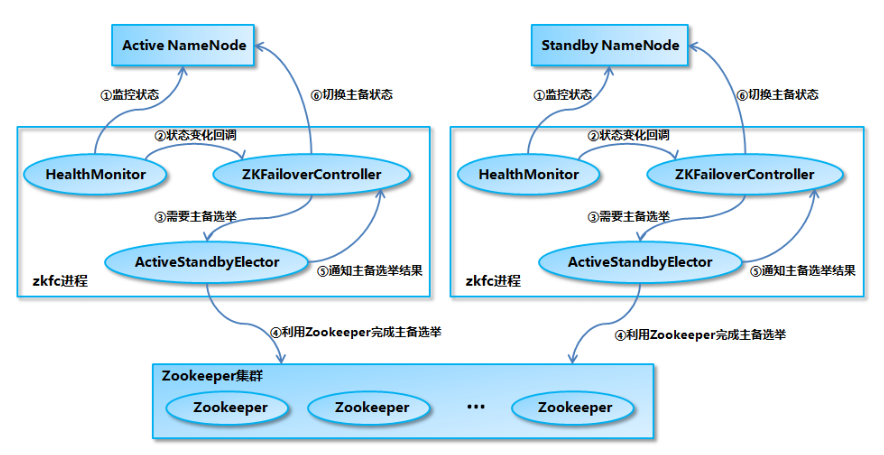 Active NameNode
Standby NameNode
①监控状态
⑥切换主备状态
①监控状态
⑥切换主备状态
②状态变化回调
②状态变化回调
HealthMonitor
ZKFailoverController
HealthMonitor
ZKFailoverController
③需要主备选举
③需要主备选举
ActiveStandbyElector
ActiveStandbyElector
⑤通知主备选举结果
⑤通知主备选举结果
zkfc进程
zkfc进程
④利用Zookeeper完成主备选举
④利用Zookeeper完成主备选举
Zookeeper集群
Zookeeper
Zookeeper
...
Zookeeper